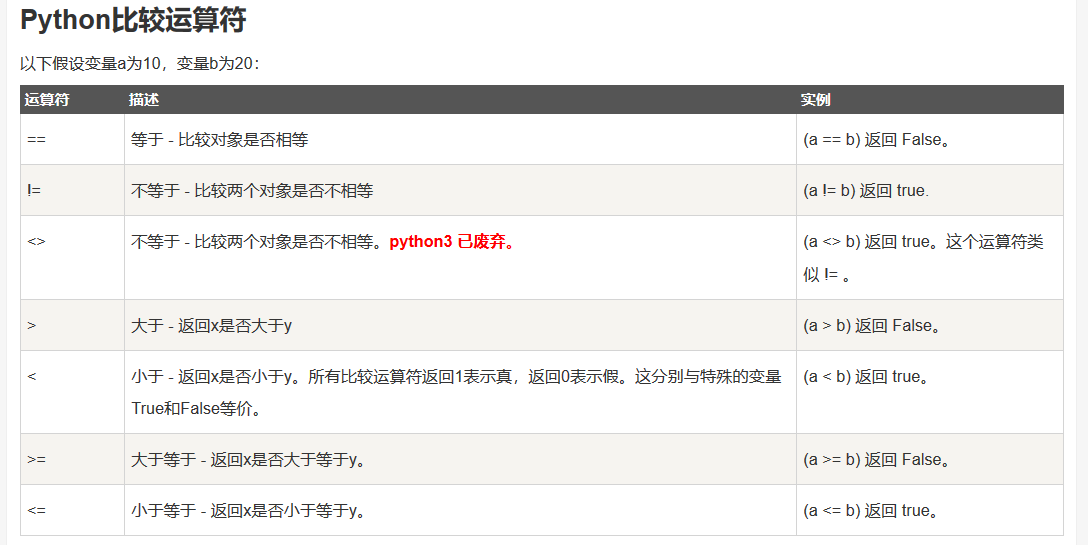 Python比较运算符
以下假设变量a为10，变量b为20：
运算符 描述 实例
== 等于 - 比较对象是否相等 (a == b) 返回 False。
!= 不等于 - 比较两个对象是否不相等 (a != b) 返回 true.
<> 不等于 - 比较两个对象是否不相等。python3 已废弃。 (a <> b) 返回 true。这个运算符类
似 != 。
> 大于 - 返回x是否大于y (a > b) 返回 False。
< 小于 - 返回x是否小于y。所有比较运算符返回1表示真，返回0表示假。这分别与特殊的变量 (a < b) 返回 true。
True和False等价。
>= 大于等于 - 返回x是否大于等于y。 (a >= b) 返回 False。
<= 小于等于 - 返回x是否小于等于y。 (a <= b) 返回 true。